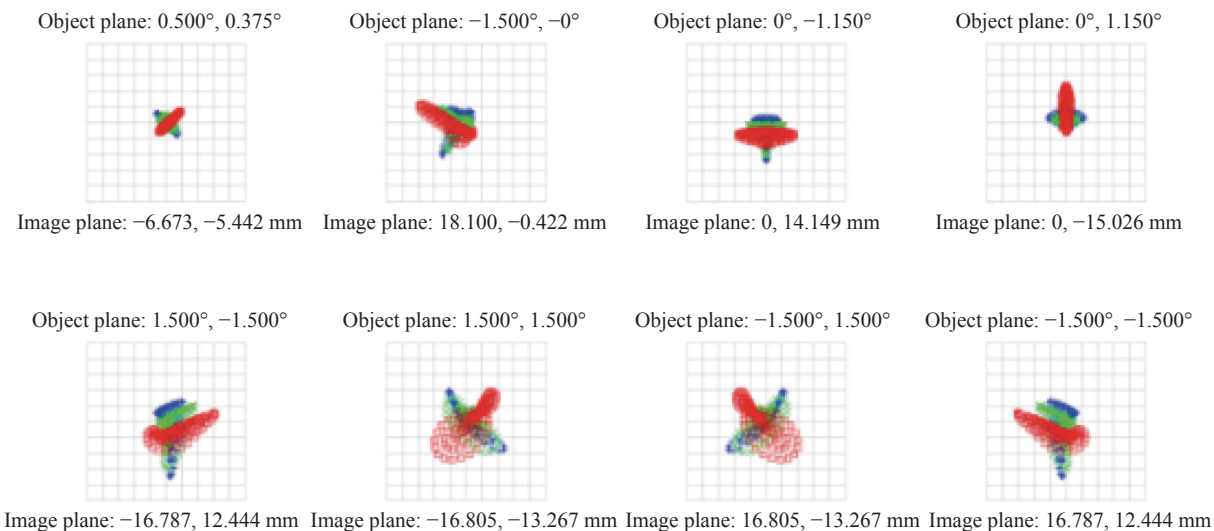 Object plane: 0.500°, 0.375°
Object plane: −1.500°, −0°
Object plane: 0°, −1.150°
Object plane: 0°, 1.150°
Image plane: −6.673, −5.442 mm
Image plane: 18.100, −0.422 mm
Image plane: 0, 14.149 mm
Image plane: 0, −15.026 mm
Object plane: 1.500°, −1.500°
Object plane: 1.500°, 1.500°
Object plane: −1.500°, 1.500°
Object plane: −1.500°, −1.500°
Image plane: −16.787, 12.444 mm
Image plane: −16.805, −13.267 mm
Image plane: 16.805, −13.267 mm
Image plane: 16.787, 12.444 mm